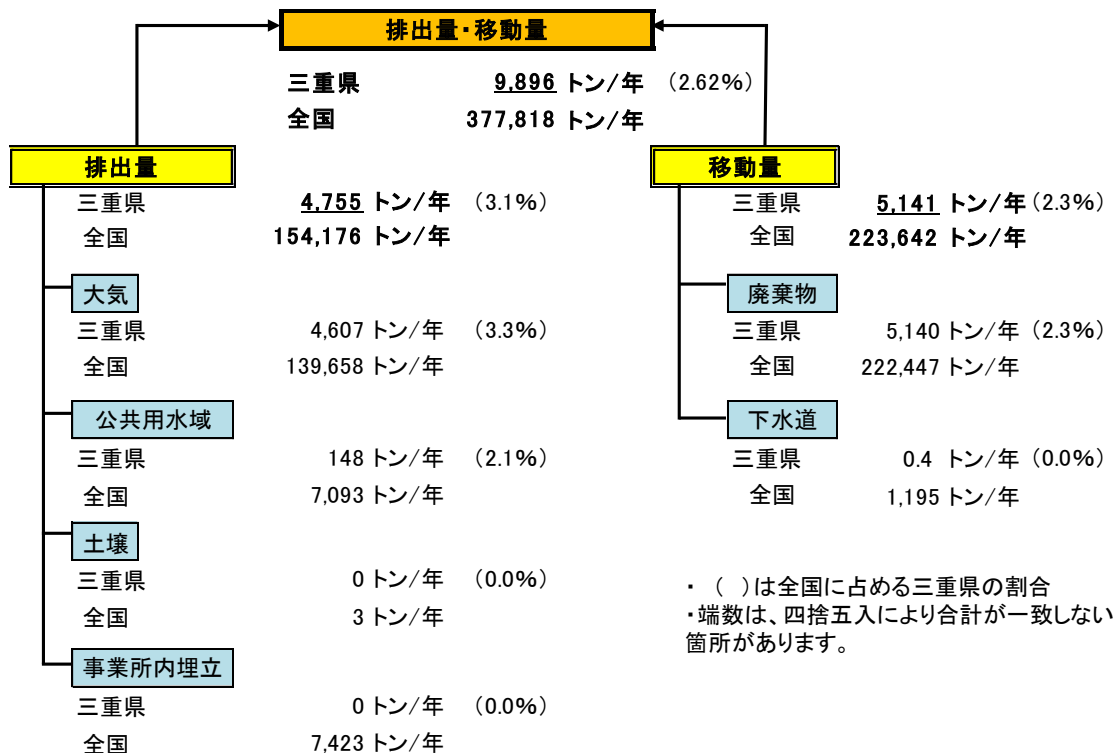 排出量・移動量
三重県 9,896 トン/年 (2.62%)
全国 377,818 トン/年
排出量
三重県 4,755 トン/年 (3.1%)
全国 154,176 トン/年
大気
三重県 4,607 トン/年 (3.3%)
全国 139,658 トン/年
公共用水域
三重県 148 トン/年 (2.1%)
全国 7,093 トン/年
土壌
三重県 0 トン/年 (0.0%)
全国 3 トン/年
事業所内埋立
三重県 0 トン/年 (0.0%)
全国 7,423 トン/年
移動量
三重県 5,141 トン/年 (2.3%)
全国 223,642 トン/年
廃棄物
三重県 5,140 トン/年 (2.3%)
全国 222,447 トン/年
下水道
三重県 0.4 トン/年 (0.0%)
全国 1,195 トン/年
・ ( )は全国に占める三重県の割合
・端数は、四捨五入により合計が一致しない
箇所があります。